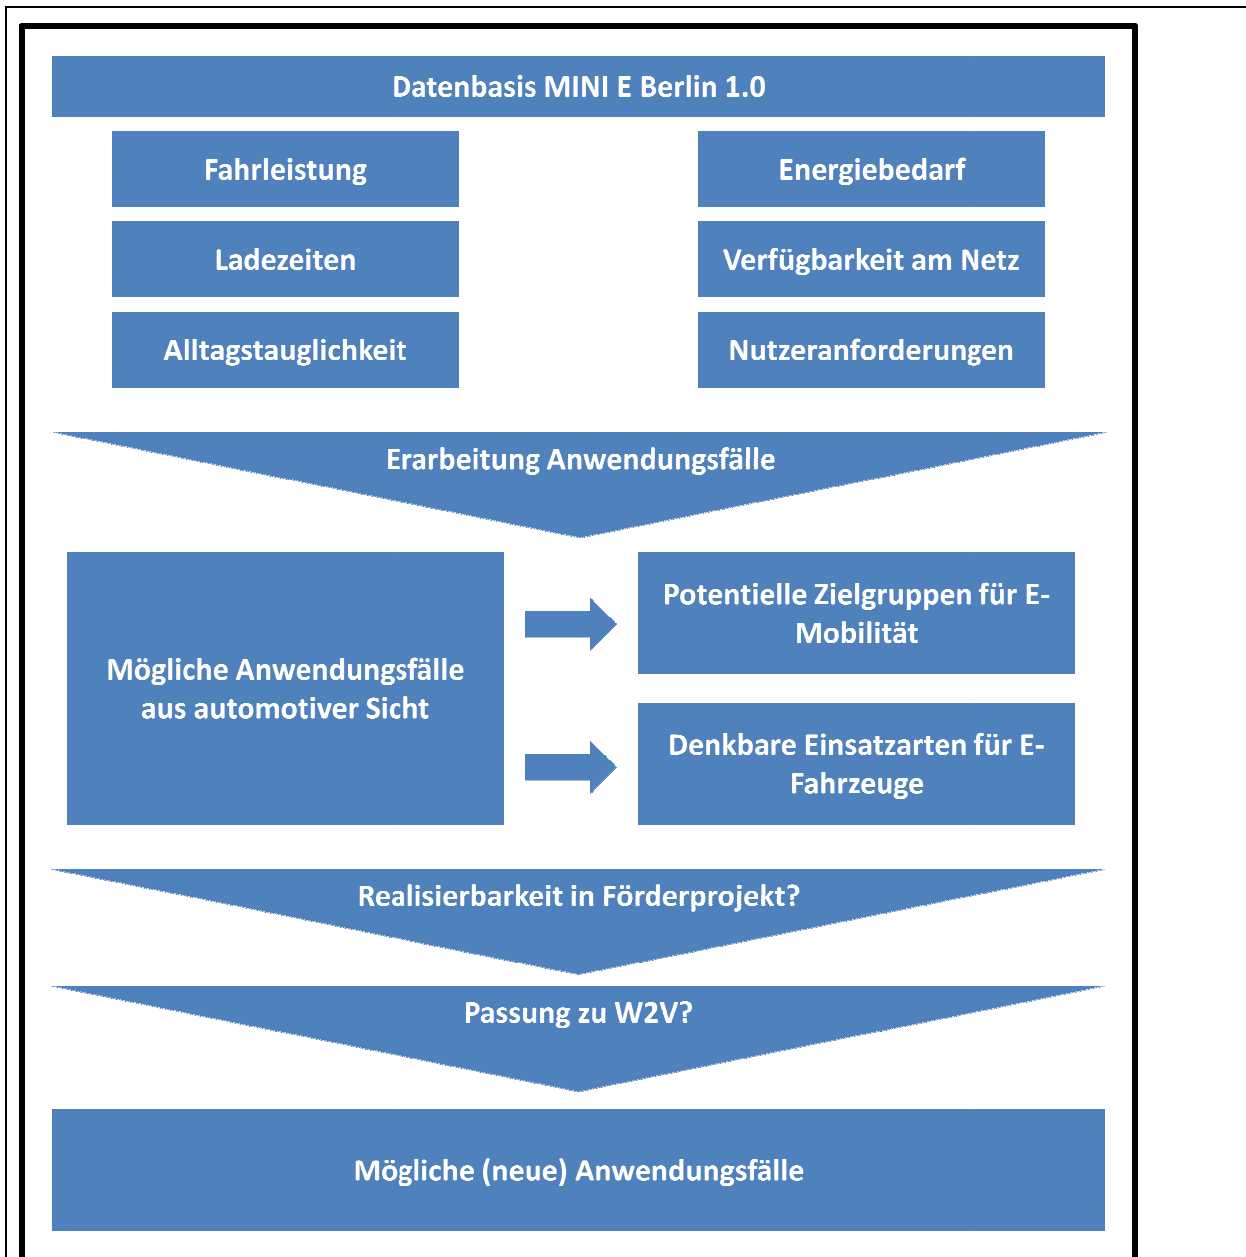 Datenbasis MINI E Berlin 1.0
Fahrleistung
Energiebedarf
Ladezeiten
Verfügbarkeit am Netz
Alltagstauglichkeit
Nutzeranforderungen
Erarbeitung Anwendungsfälle
Mögliche Anwendungsfälle
aus automotiver Sicht
Potentielle Zielgruppen für E-
Mobilität
Denkbare Einsatzarten für E-
Fahrzeuge
Realisierbarkeit in Förderprojekt?
Passung zu W2V?
Mögliche (neue) Anwendungsfälle